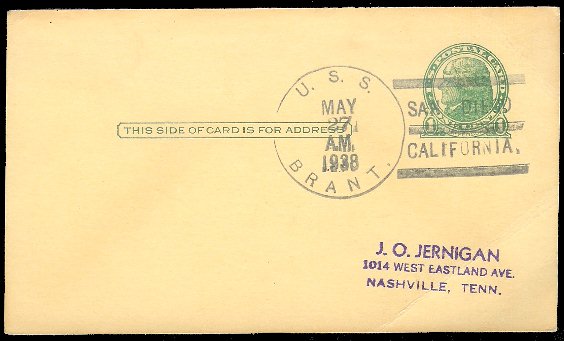 U. S. S.
MAY
27
A.M.
1938
BRANT.
SAN DIEGO
CALIFORNIA.
THIS SIDE OF CARD IS FOR ADDRESS
J. O. JERNIGAN
1014 WEST EASTLAND AVE.
NASHVILLE, TENN.